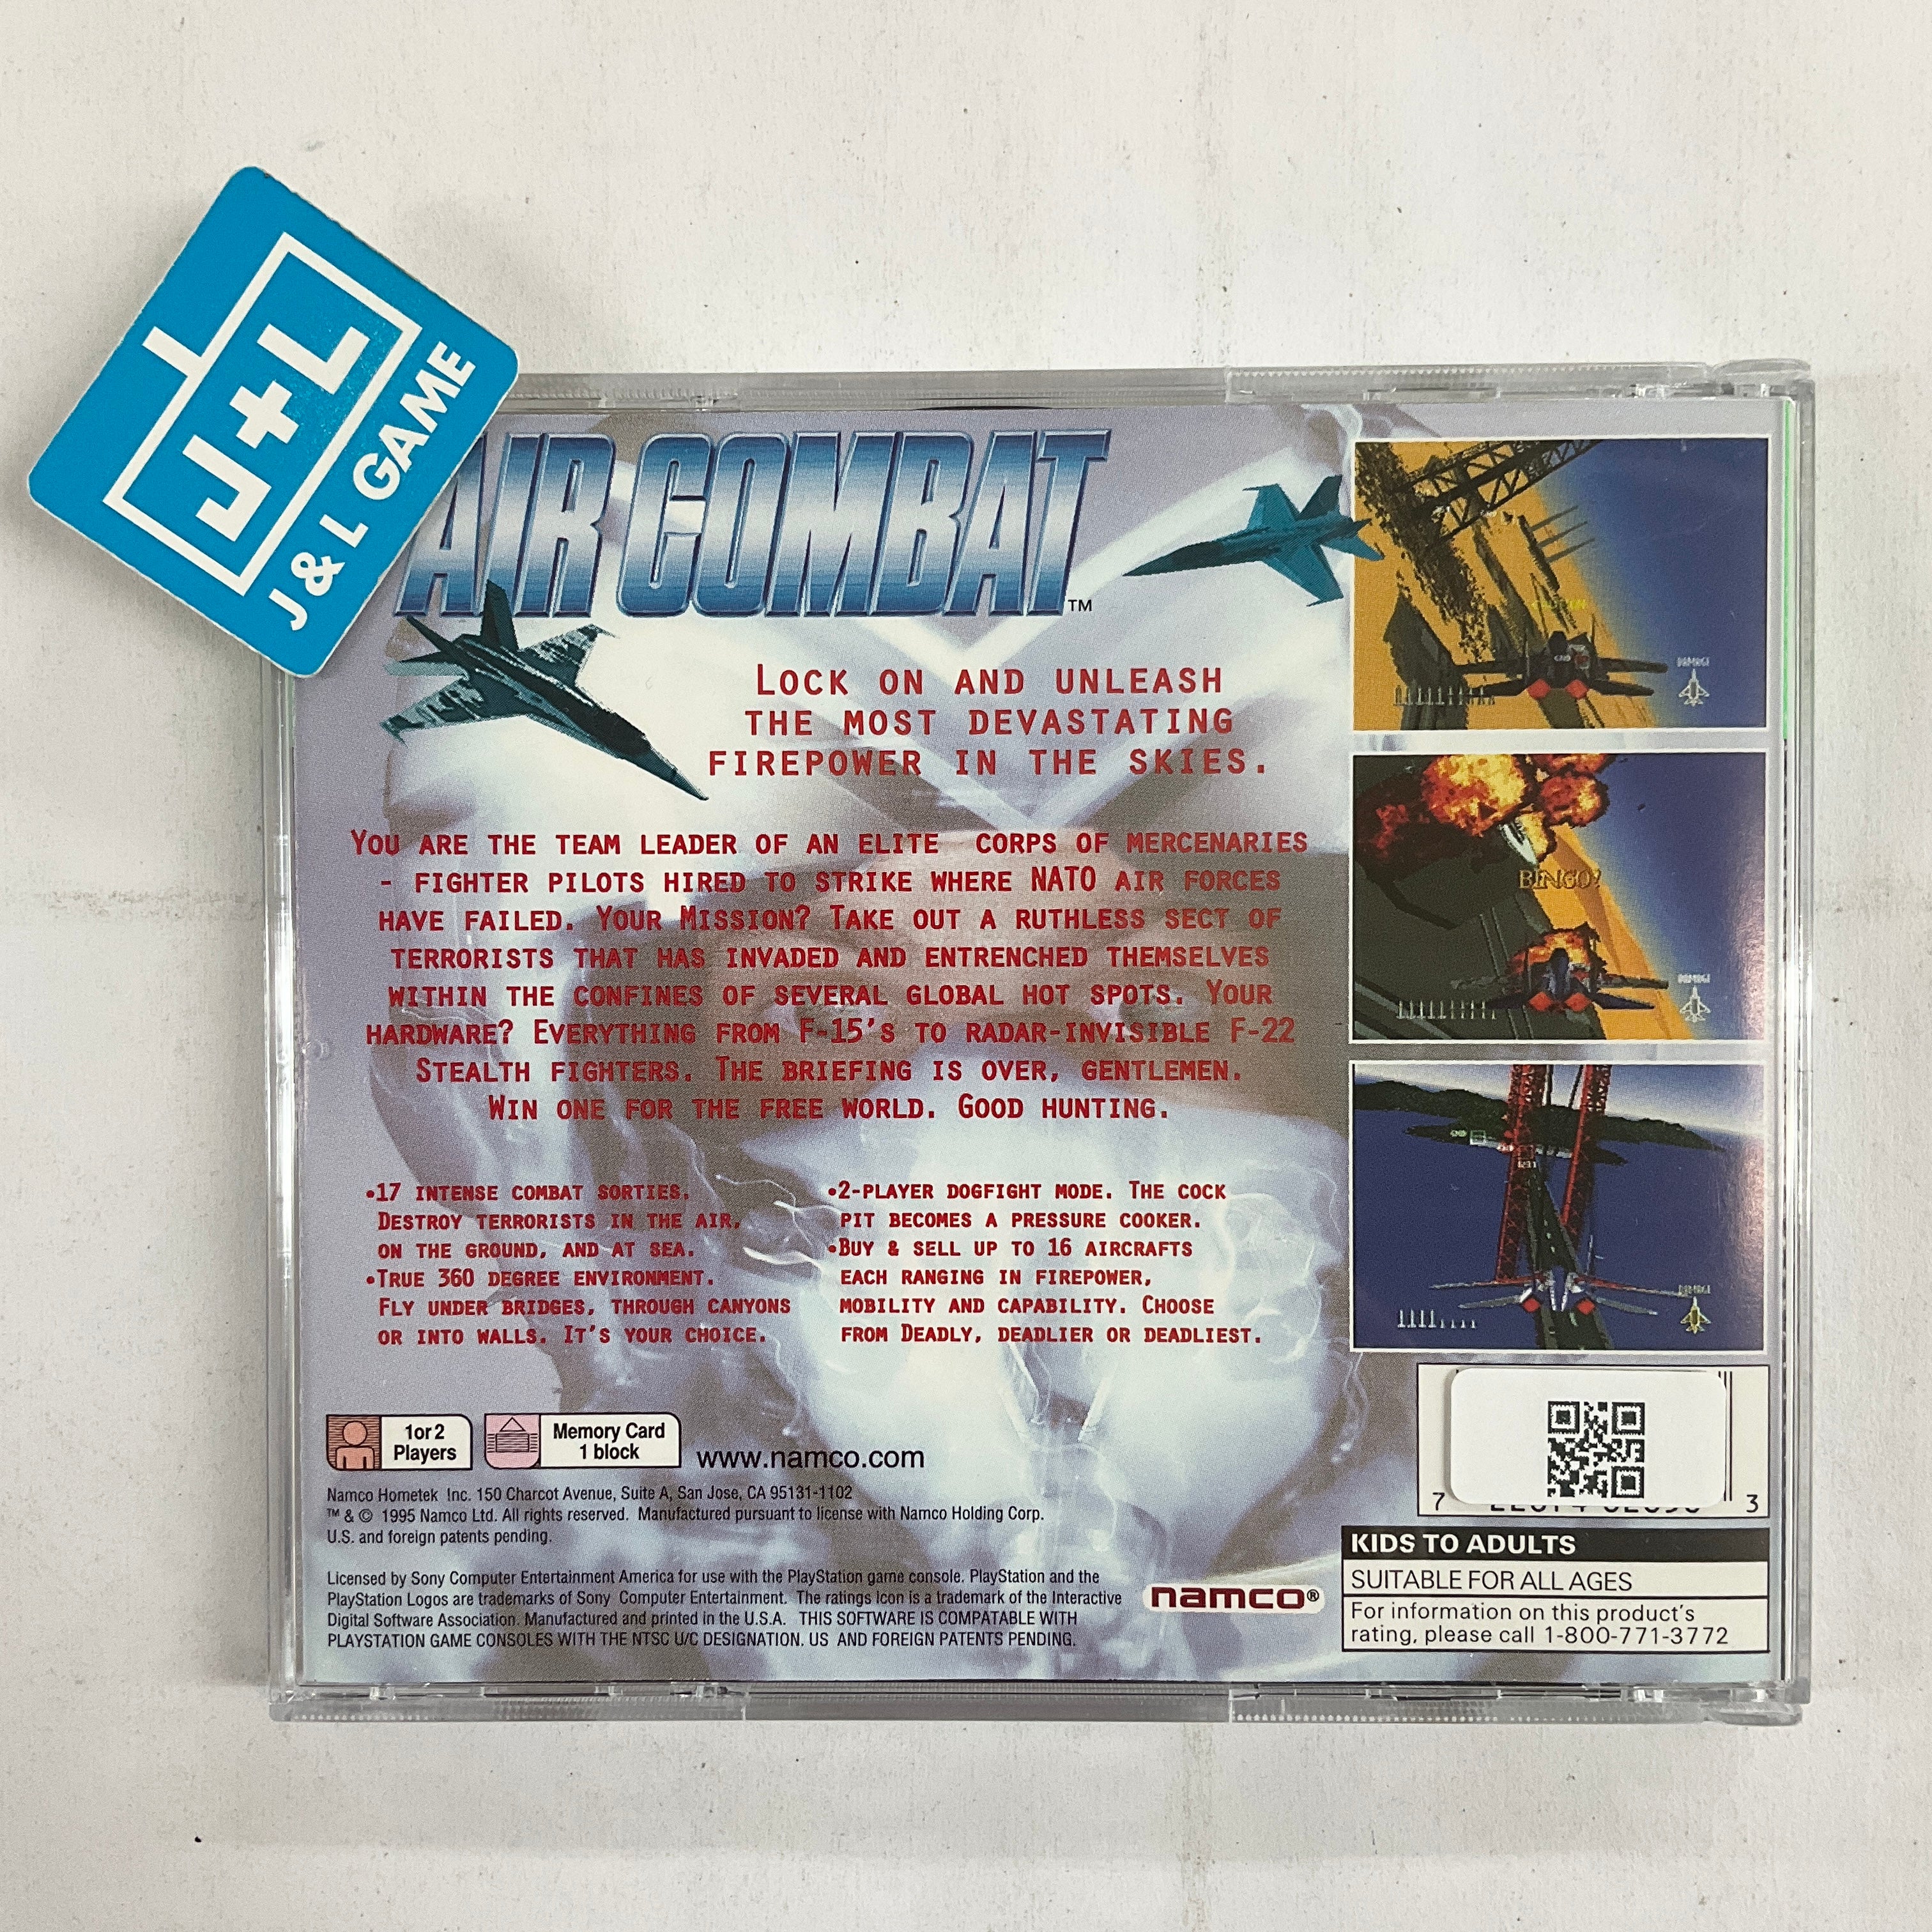 J+L
J & L GAME
AIR COMBAT™
LOCK ON AND UNLEASH
THE MOST DEVASTATING
FIREPOWER IN THE SKIES.
YOU ARE THE TEAM LEADER OF AN ELITE CORPS OF MERCENARIES
- FIGHTER PILOTS HIRED TO STRIKE WHERE NATO AIR FORCES
HAVE FAILED. YOUR MISSION? TAKE OUT A RUTHLESS SECT OF
TERRORISTS THAT HAS INVADED AND ENTRENCHED THEMSELVES
WITHIN THE CONFINES OF SEVERAL GLOBAL HOT SPOTS. YOUR
HARDWARE? EVERYTHING FROM F-15'S TO RADAR-INVISIBLE F-22
STEALTH FIGHTERS. THE BRIEFING IS OVER, GENTLEMEN.
WIN ONE FOR THE FREE WORLD. GOOD HUNTING.
•17 INTENSE COMBAT SORTIES.
DESTROY TERRORISTS IN THE AIR,
ON THE GROUND, AND AT SEA.
•TRUE 360 DEGREE ENVIRONMENT.
FLY UNDER BRIDGES, THROUGH CANYONS
OR INTO WALLS. IT'S YOUR CHOICE.
•2-PLAYER DOGFIGHT MODE. THE COCK
PIT BECOMES A PRESSURE COOKER.
•BUY & SELL UP TO 16 AIRCRAFTS
EACH RANGING IN FIREPOWER,
MOBILITY AND CAPABILITY. CHOOSE
FROM DEADLY, DEADLIER OR DEADLIEST.
DAMAGE
BINGO!
DAMAGE
DAMAGE
1or 2
Players
Memory Card
1 block
www.namco.com
Namco Hometek Inc. 150 Charcot Avenue, Suite A, San Jose, CA 95131-1102
™ & © 1995 Namco Ltd. All rights reserved. Manufactured pursuant to license with Namco Holding Corp.
U.S. and foreign patents pending.
Licensed by Sony Computer Entertainment America for use with the PlayStation game console. PlayStation and the
PlayStation Logos are trademarks of Sony Computer Entertainment. The ratings Icon is a trademark of the Interactive
Digital Software Association. Manufactured and printed in the U.S.A. THIS SOFTWARE IS COMPATABLE WITH
PLAYSTATION GAME CONSOLES WITH THE NTSC U/C DESIGNATION. US AND FOREIGN PATENTS PENDING.
namco®
7 3
KIDS TO ADULTS
SUITABLE FOR ALL AGES
For information on this product's
rating, please call 1-800-771-3772